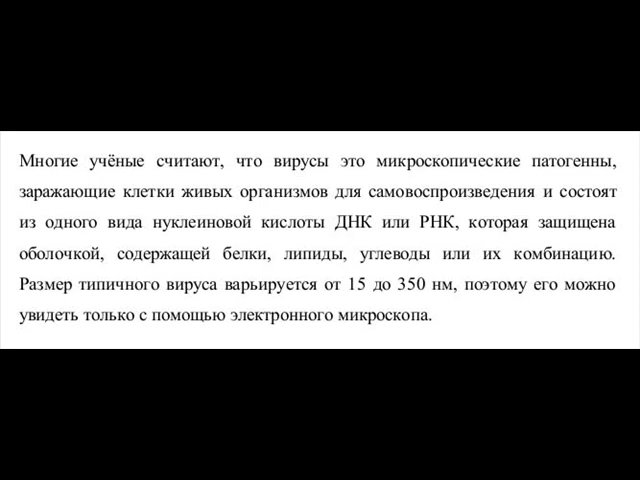 Многие учёные считают, что вирусы это микроскопические патогенны,
заражающие клетки живых организмов для самовоспроизведения и состоят
из одного вида нуклеиновой кислоты ДНК или РНК, которая защищена
оболочкой, содержащей белки, липиды, углеводы или их комбинацию.
Размер типичного вируса варьируется от 15 до 350 нм, поэтому его можно
увидеть только с помощью электронного микроскопа.